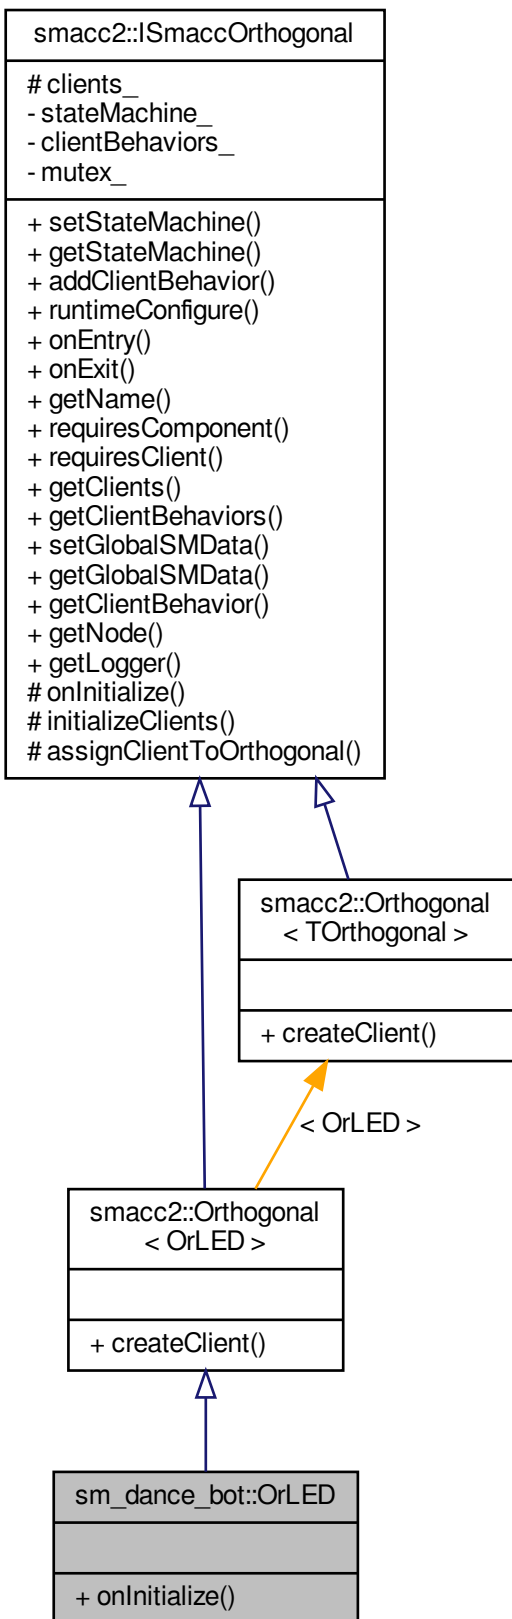 smacc2::ISmaccOrthogonal
# clients_
- stateMachine_
- clientBehaviors_
- mutex_
+ setStateMachine()
+ getStateMachine()
+ addClientBehavior()
+ runtimeConfigure()
+ onEntry()
+ onExit()
+ getName()
+ requiresComponent()
+ requiresClient()
+ getClients()
+ getClientBehaviors()
+ setGlobalSMData()
+ getGlobalSMData()
+ getClientBehavior()
+ getNode()
+ getLogger()
# onInitialize()
# initializeClients()
# assignClientToOrthogonal()
smacc2::Orthogonal
< TOrthogonal >
+ createClient()
< OrLED >
smacc2::Orthogonal
< OrLED >
+ createClient()
sm_dance_bot::OrLED
+ onInitialize()